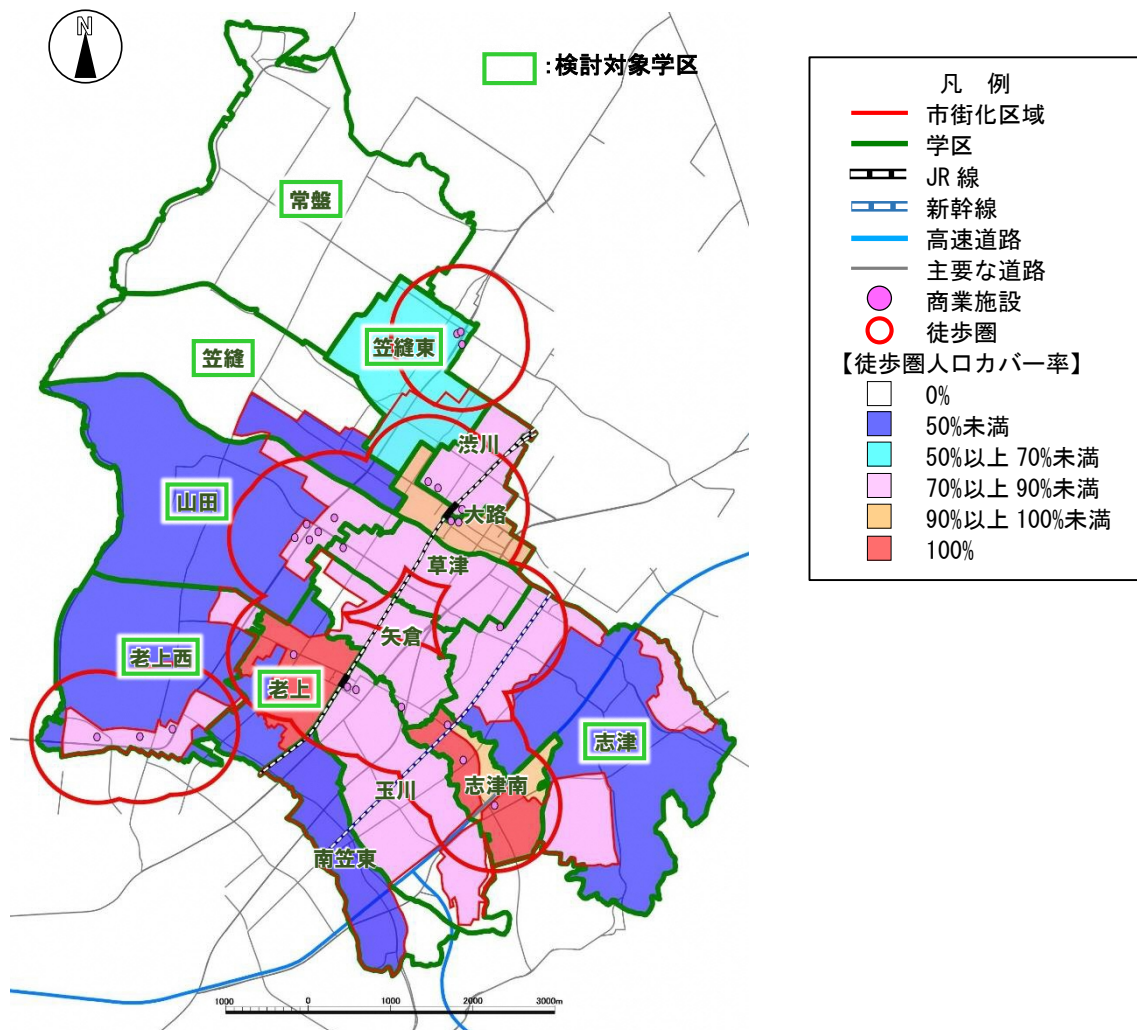 N
:検討対象学区
凡 例
市街化区域
学区
JR 線
新幹線
高速道路
主要な道路
商業施設
徒歩圏
【徒歩圏人口カバー率】
0%
50%未満
50%以上 70%未満
70%以上 90%未満
90%以上 100%未満
100%
常盤
笠縫
笠縫東
渋川
山田
大路
草津
矢倉
老上西
老上
志津
玉川
志津南
南笠東
1000 0 1000 2000 3000m